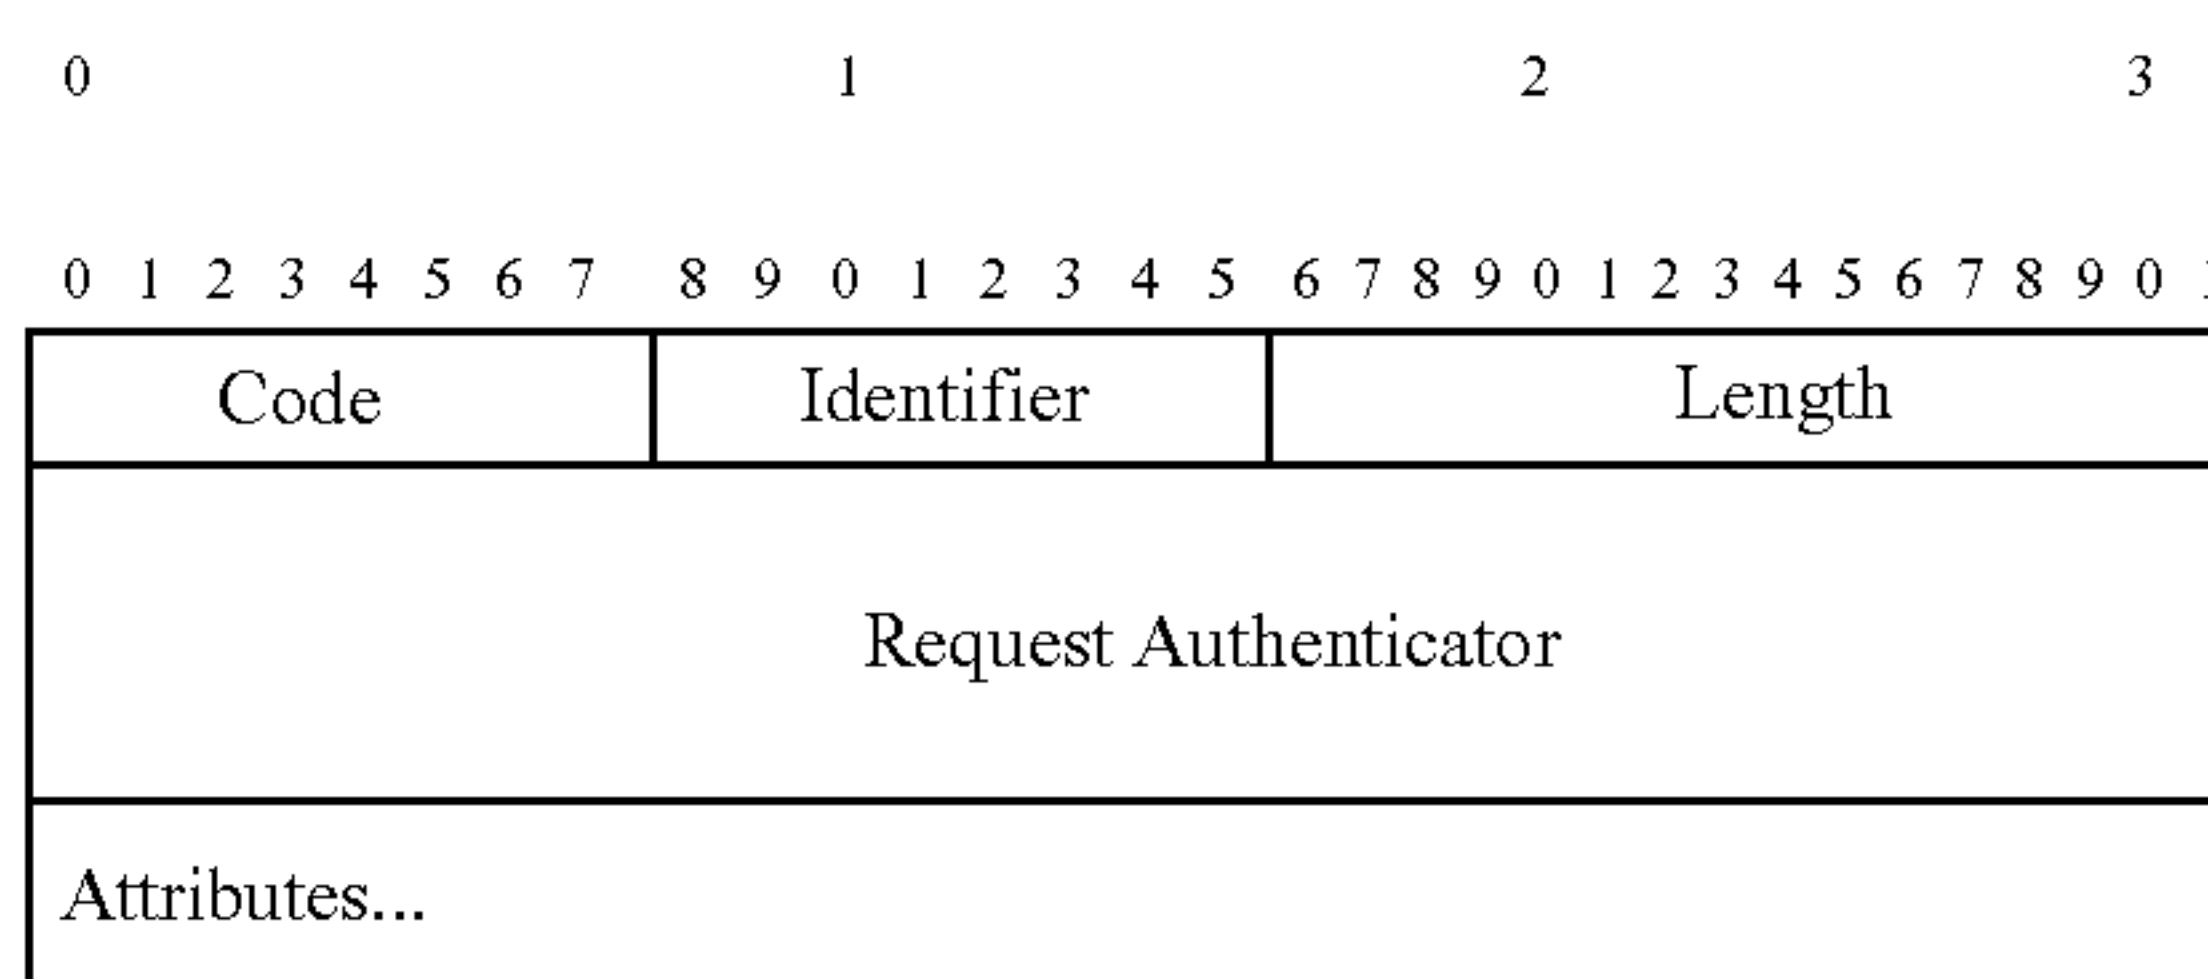 0 1 2 3
0 1 2 3 4 5 6 7 8 9 0 1 2 3 4 5 6 7 8 9 0 1 2 3 4 5 6 7 8 9 0
Code Identifier Length
Request Authenticator
Attributes...